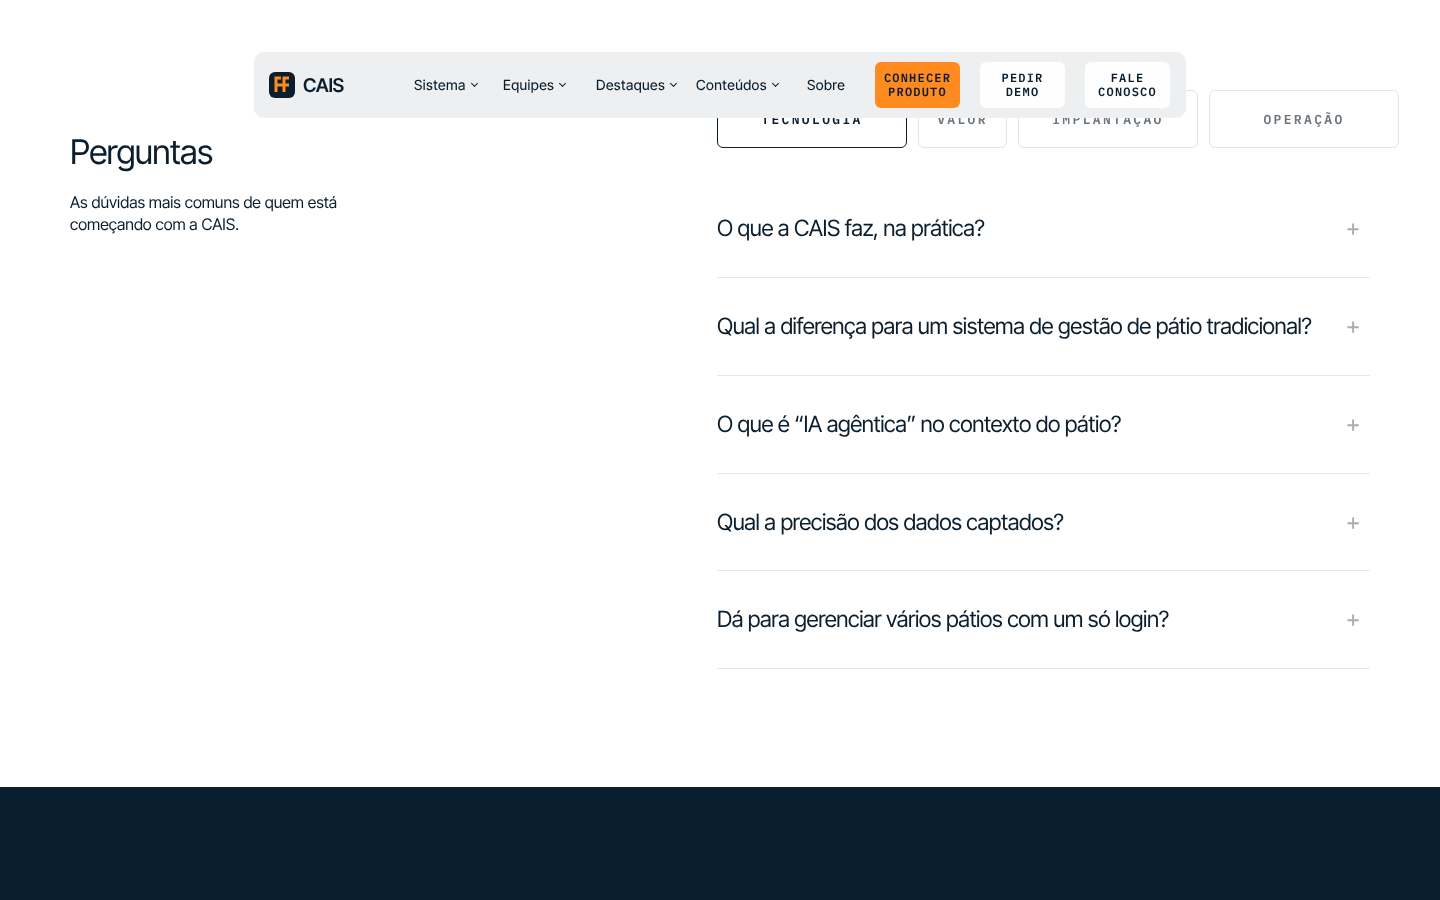 CAIS
Sistema
Equipes
Destaques
Conteúdos
Sobre
CONHECER
PRODUTO
PEDIR
DEMO
FALE
CONOSCO
TECNOLOGIA
VALOR
IMPLANTAÇÃO
OPERAÇÃO
Perguntas
As dúvidas mais comuns de quem está
começando com a CAIS.
O que a CAIS faz, na prática?
Qual a diferença para um sistema de gestão de pátio tradicional?
O que é “IA agêntica” no contexto do pátio?
Qual a precisão dos dados captados?
Dá para gerenciar vários pátios com um só login?